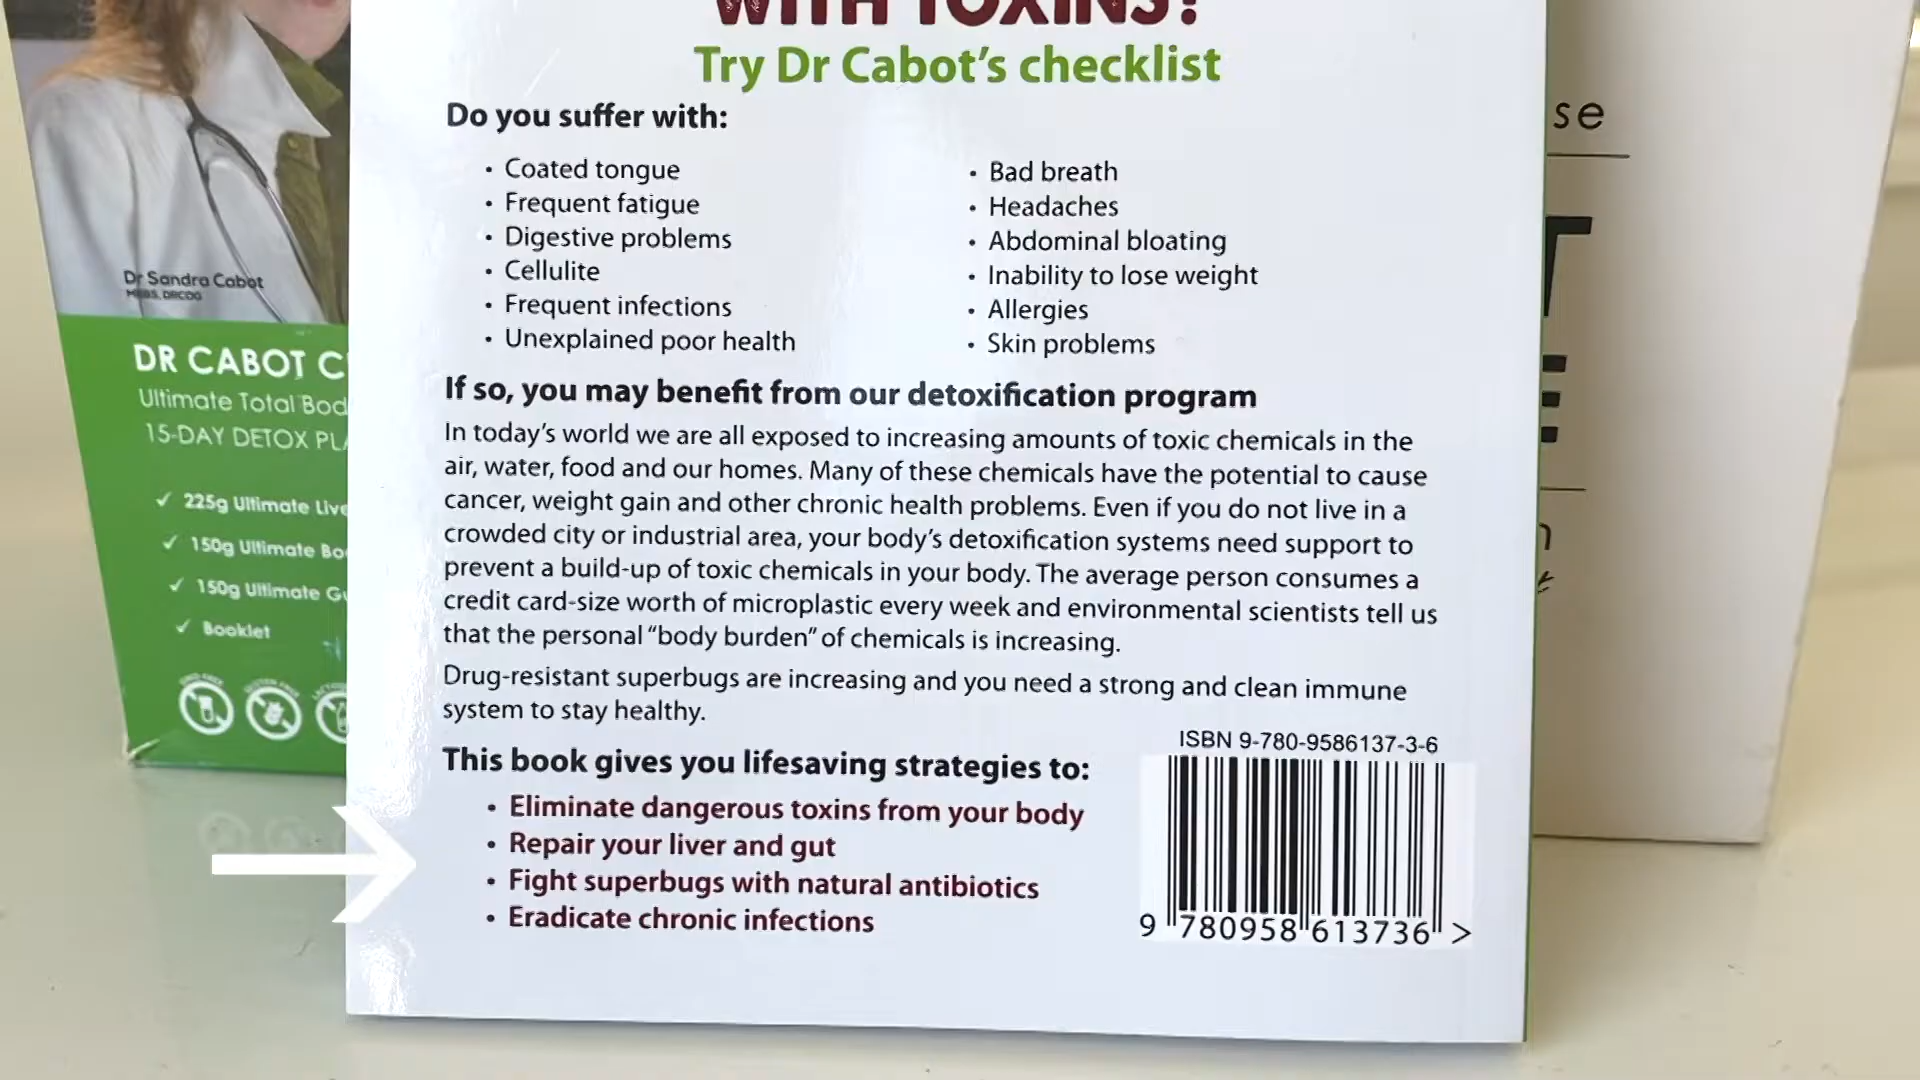 WITH TOXINS?
Try Dr Cabot's checklist
Do you suffer with:
• Coated tongue
• Frequent fatigue
• Digestive problems
• Cellulite
• Frequent infections
• Unexplained poor health
• Bad breath
• Headaches
• Abdominal bloating
• Inability to lose weight
• Allergies
• Skin problems
If so, you may benefit from our detoxification program
In today's world we are all exposed to increasing amounts of toxic chemicals in the
air, water, food and our homes. Many of these chemicals have the potential to cause
cancer, weight gain and other chronic health problems. Even if you do not live in a
crowded city or industrial area, your body's detoxification systems need support to
prevent a build-up of toxic chemicals in your body. The average person consumes a
credit card-size worth of microplastic every week and environmental scientists tell us
that the personal "body burden" of chemicals is increasing.
Drug-resistant superbugs are increasing and you need a strong and clean immune
system to stay healthy.
This book gives you lifesaving strategies to:
• Eliminate dangerous toxins from your body
• Repair your liver and gut
• Fight superbugs with natural antibiotics
• Eradicate chronic infections
ISBN 9-780-9586137-3-6
9 780958 613736 >
Dr Sandra Cabot
MBBS, DRCOG
DR CABOT C
Ultimate Total Bod
15-DAY DETOX PLA
✓ 225g Ultimate Live
✓ 150g Ultimate Bo
✓ 150g Ultimate Gu
✓ Booklet
se
T